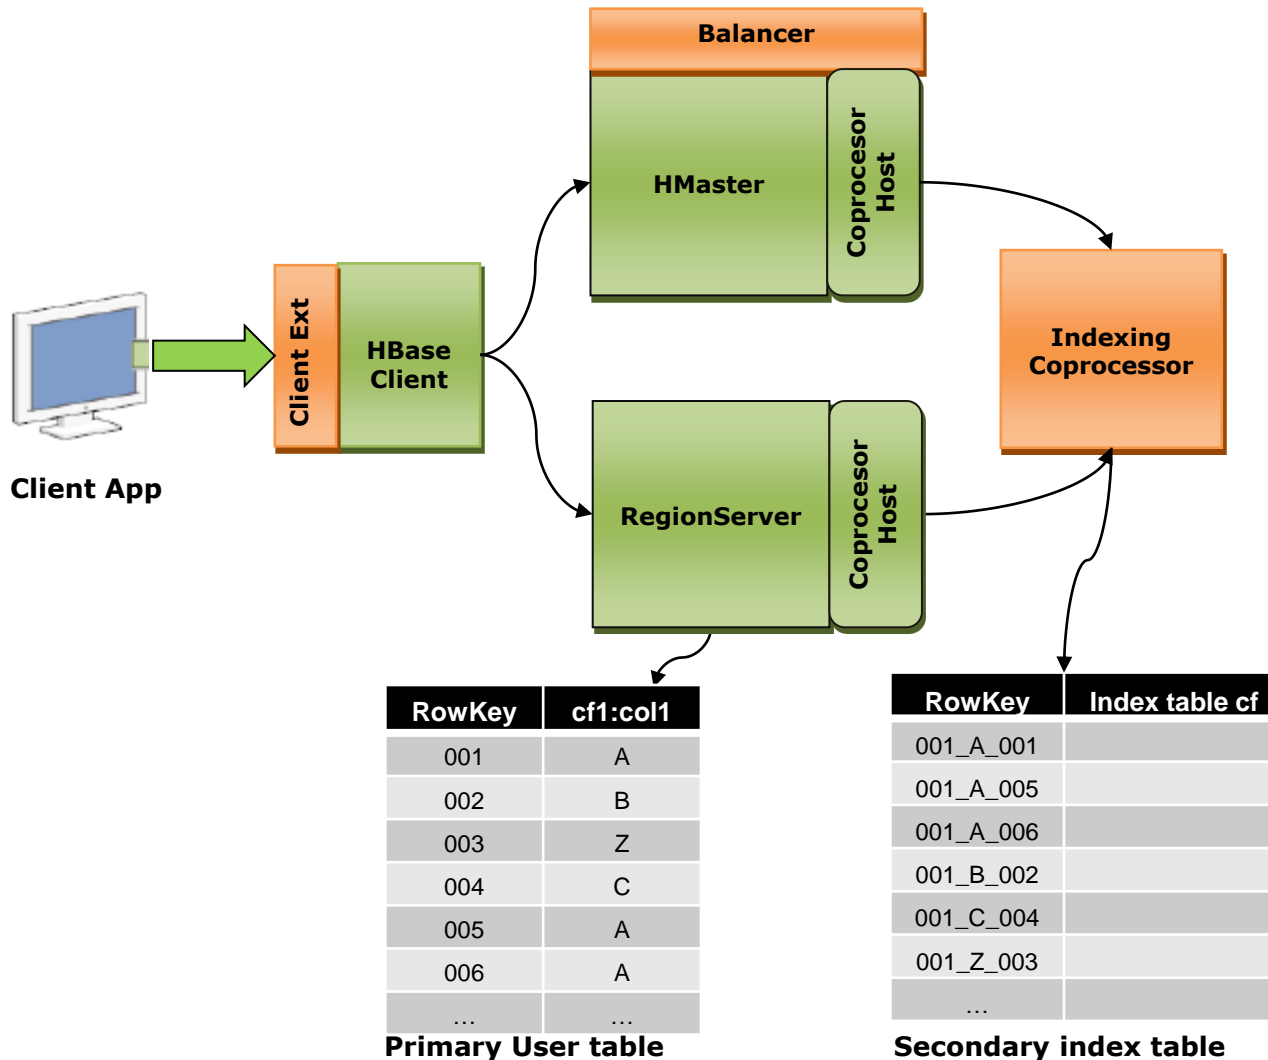 Balancer
HMaster
Coprocesor
Host
Client Ext
HBase
Client
Indexing
Coprocessor
Client App
RegionServer
Coprocesor
Host
RowKey cf1:col1
001 A
002 B
003 Z
004 C
005 A
006 A
… …
Primary User table
RowKey Index table cf
001_A_001
001_A_005
001_A_006
001_B_002
001_C_004
001_Z_003
…
Secondary index table